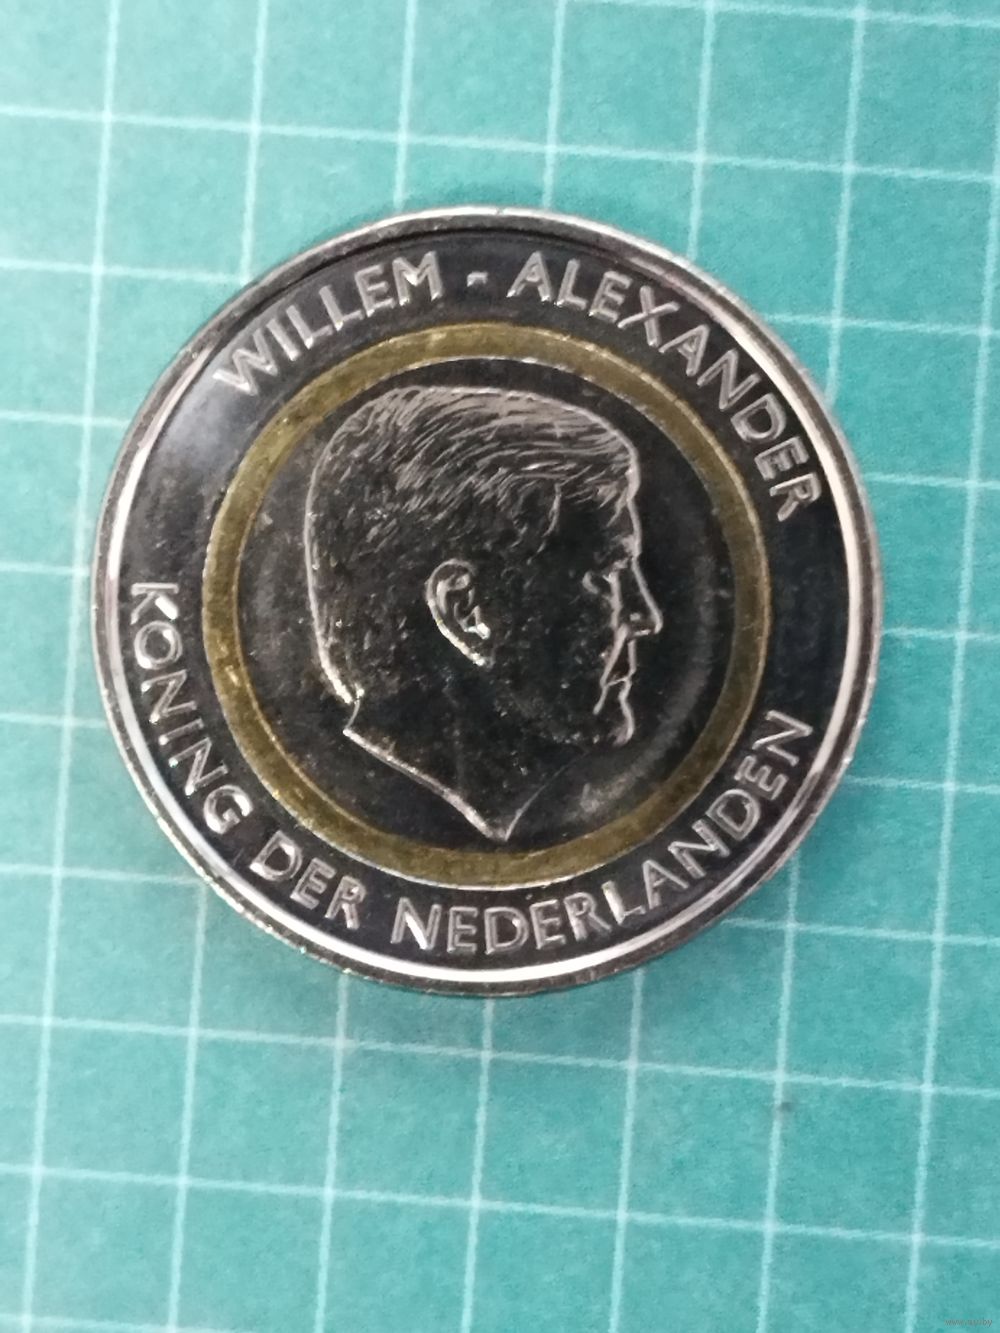 WILLEM - ALEXANDER
KONING DER NEDERLANDEN